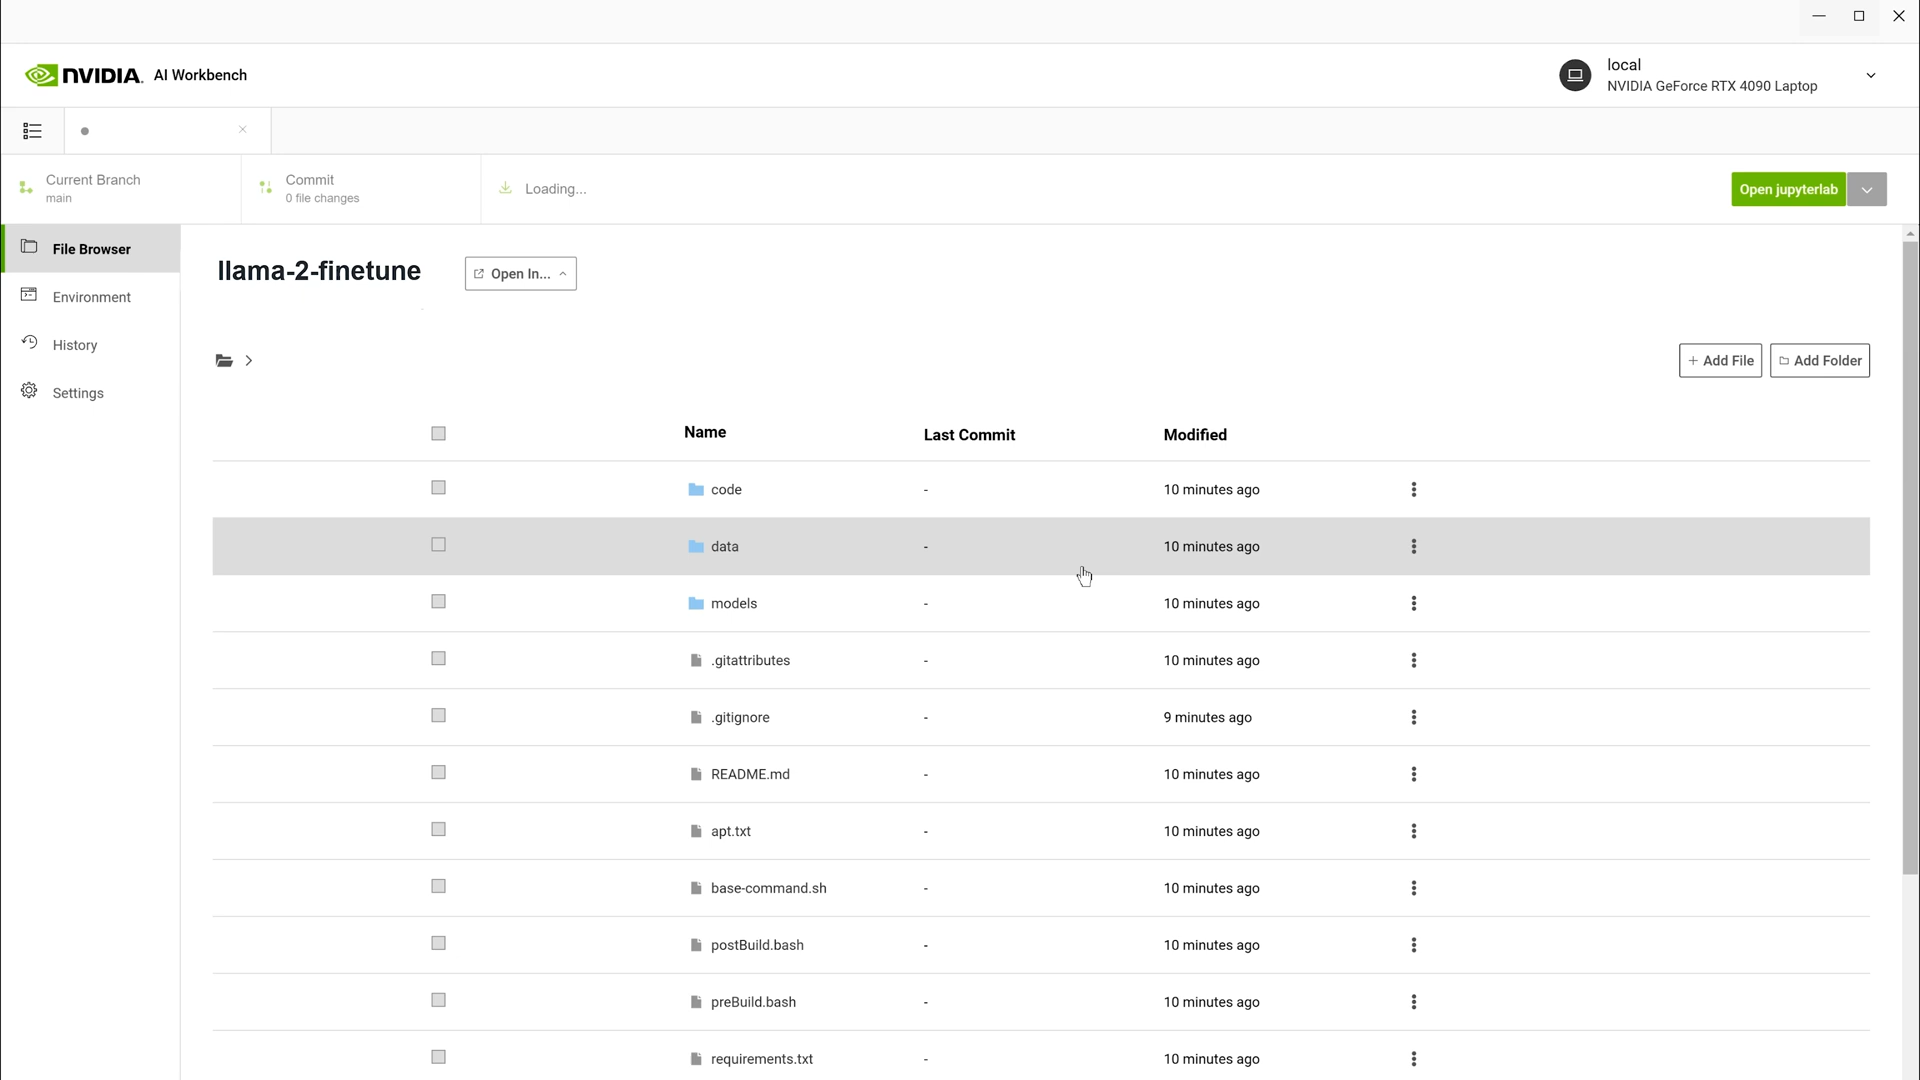 NVIDIA. AI Workbench
local
NVIDIA GeForce RTX 4090 Laptop
Current Branch
main
Commit
0 file changes
Loading...
Open jupyterlab
File Browser
Environment
History
Settings
llama-2-finetune
Open In...
Add File
Add Folder
Name Last Commit Modified
code - 10 minutes ago
data - 10 minutes ago
models - 10 minutes ago
.gitattributes - 10 minutes ago
.gitignore - 9 minutes ago
README.md - 10 minutes ago
apt.txt - 10 minutes ago
base-command.sh - 10 minutes ago
postBuild.bash - 10 minutes ago
preBuild.bash - 10 minutes ago
requirements.txt - 10 minutes ago